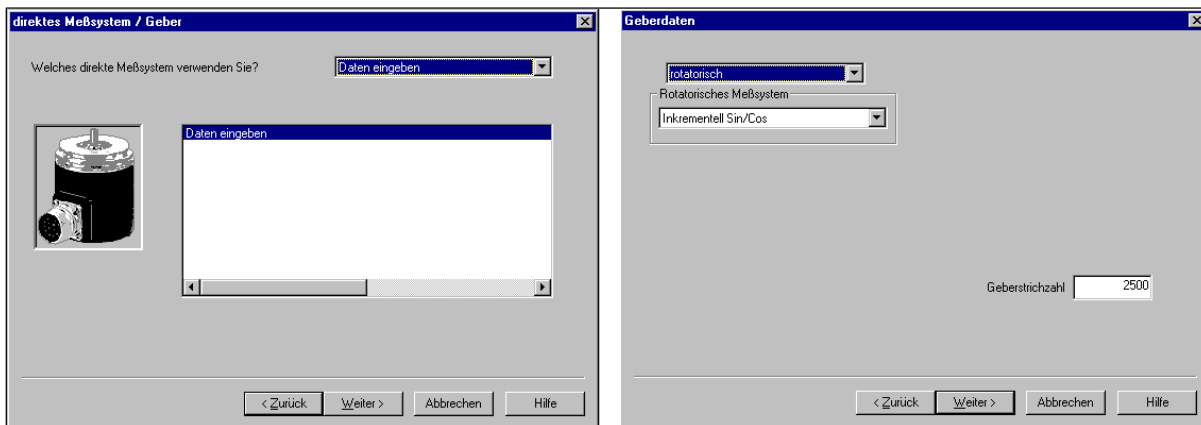 direktes Meßsystem / Geber
Welches direkte Meßsystem verwenden Sie?
Daten eingeben
Daten eingeben
< Zurück
Weiter >
Abbrechen
Hilfe
Geberdaten
rotatorisch
Rotatorisches Meßsystem
Inkrementell Sin/Cos
Geberstrichzahl
2500
< Zurück
Weiter >
Abbrechen
Hilfe